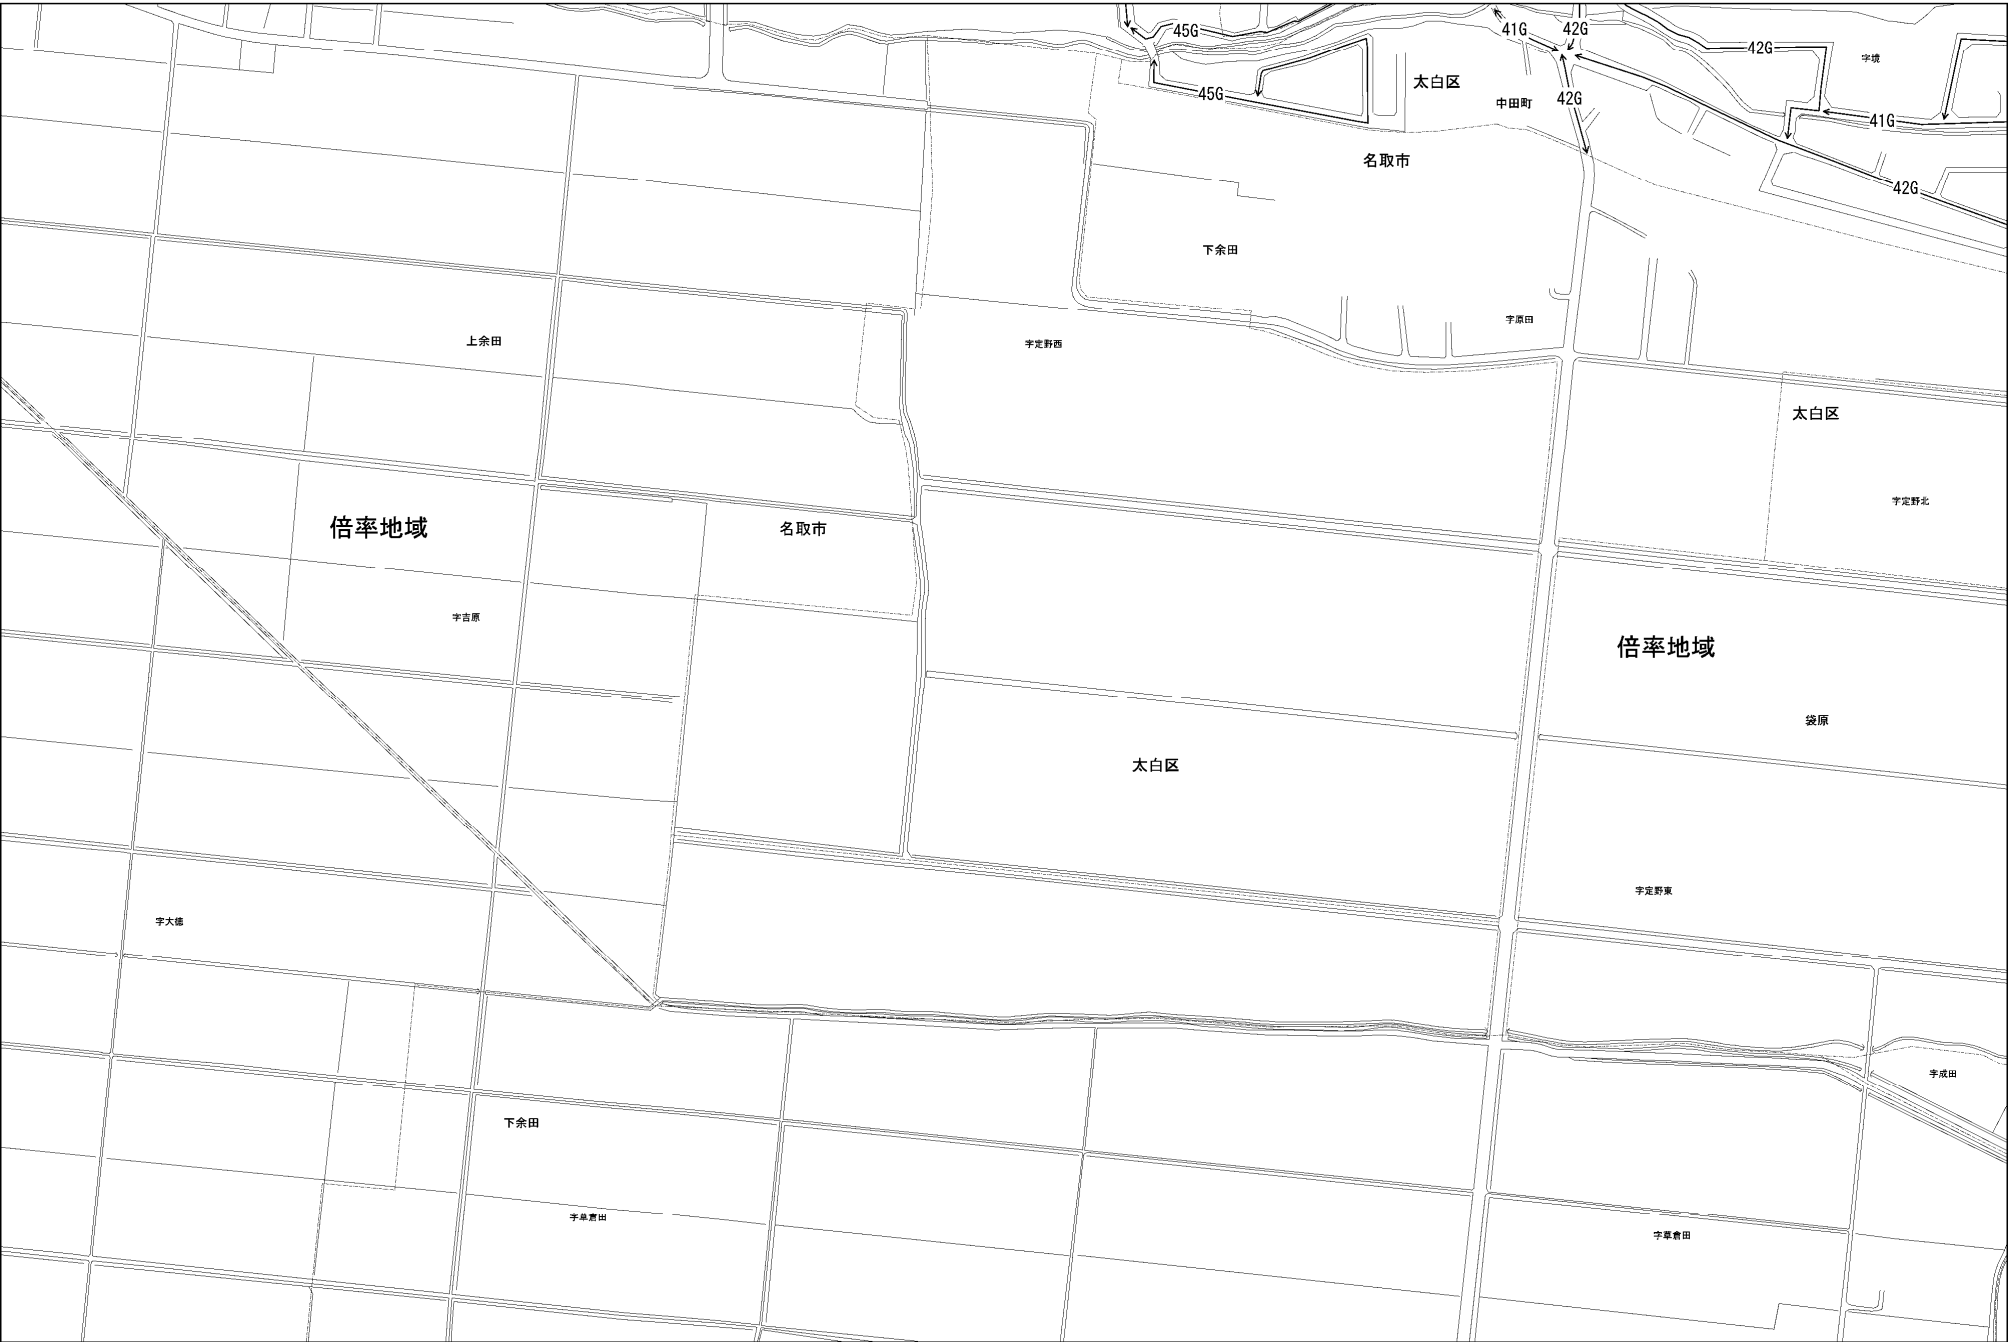 45G
41G
42G
42G
字境
太白区
45G
中田町
42G
41G
名取市
42G
下余田
字原田
上余田
字定野西
太白区
字定野北
倍率地域
名取市
字吉原
倍率地域
袋原
太白区
字定野東
字大徳
字成田
下余田
字草倉田
字草倉田